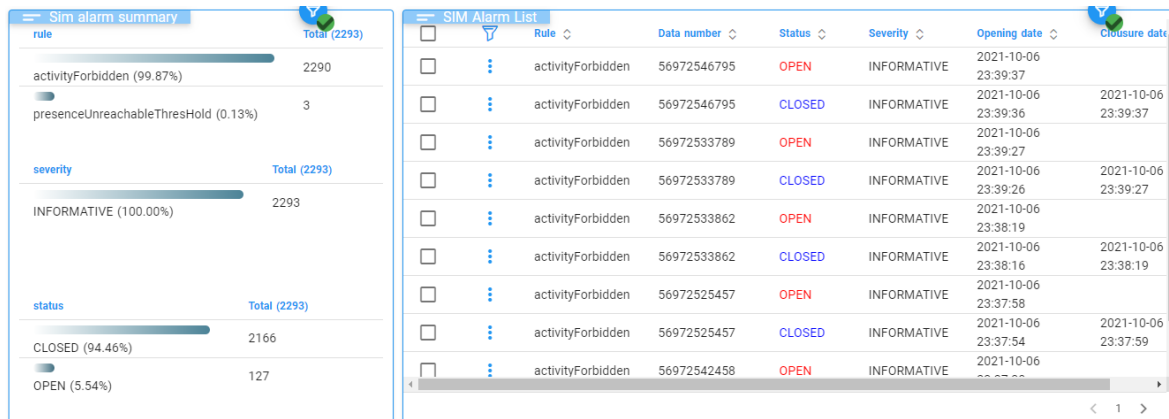 Sim alarm summary
rule Total (2293)
activityForbidden (99.87%) 2290
presenceUnreachableThresHold (0.13%) 3
severity Total (2293)
INFORMATIVE (100.00%) 2293
status Total (2293)
CLOSED (94.46%) 2166
OPEN (5.54%) 127
SIM Alarm List
Rule Data number Status Severity Opening date Clousure date
activityForbidden 56972546795 OPEN INFORMATIVE 2021-10-06 23:39:37
activityForbidden 56972546795 CLOSED INFORMATIVE 2021-10-06 23:39:36 2021-10-06 23:39:37
activityForbidden 56972533789 OPEN INFORMATIVE 2021-10-06 23:39:27
activityForbidden 56972533789 CLOSED INFORMATIVE 2021-10-06 23:39:26 2021-10-06 23:39:27
activityForbidden 56972533862 OPEN INFORMATIVE 2021-10-06 23:38:19
activityForbidden 56972533862 CLOSED INFORMATIVE 2021-10-06 23:38:16 2021-10-06 23:38:19
activityForbidden 56972525457 OPEN INFORMATIVE 2021-10-06 23:37:58
activityForbidden 56972525457 CLOSED INFORMATIVE 2021-10-06 23:37:54 2021-10-06 23:37:59
activityForbidden 56972542458 OPEN INFORMATIVE 2021-10-06
1